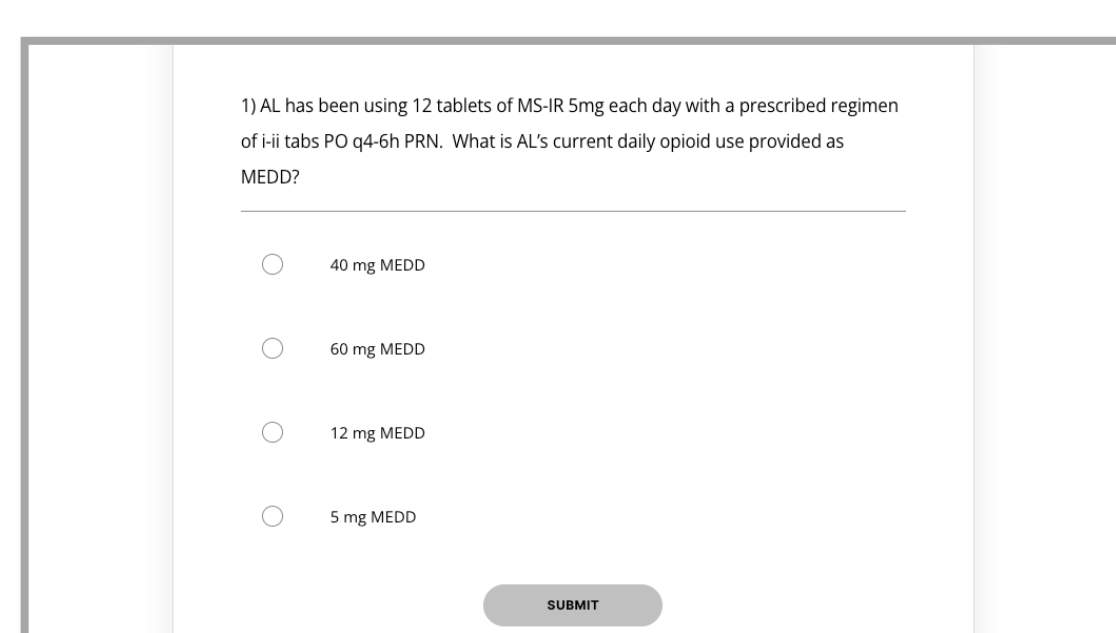 1) AL has been using 12 tablets of MS-IR 5mg each day with a prescribed regimen
of i-ii tabs PO q4-6h PRN.  What is AL’s current daily opioid use provided as
MEDD?
40 mg MEDD
60 mg MEDD
12 mg MEDD
5 mg MEDD
SUBMIT